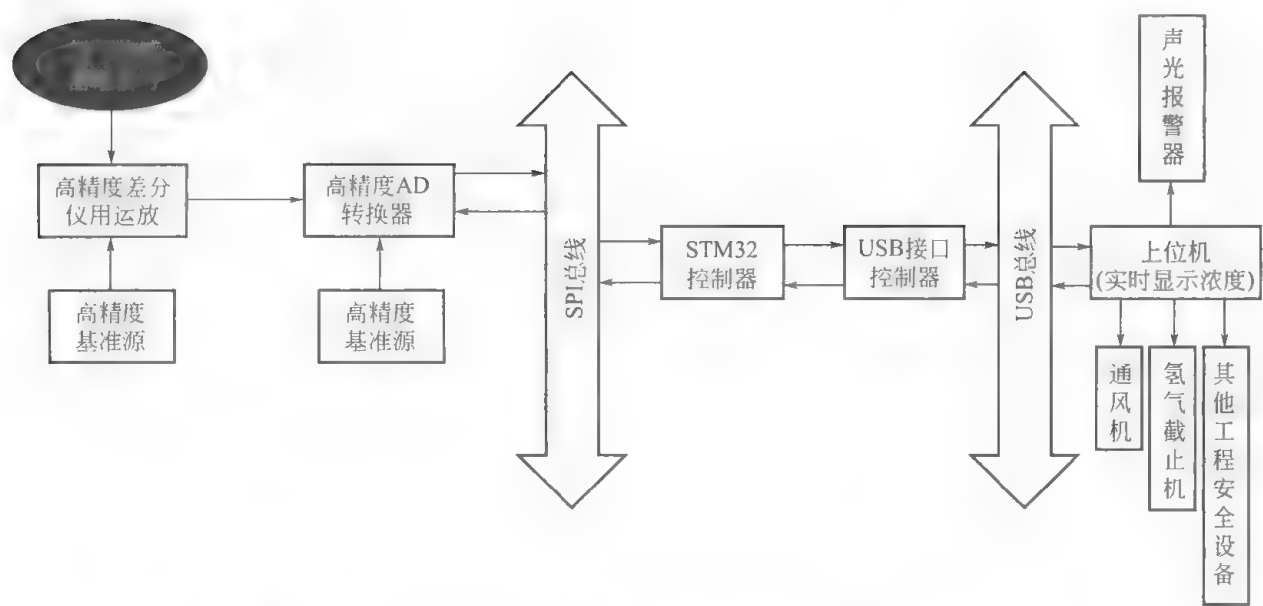 高精度差分
仪用运放
高精度
基准源
高精度AD
转换器
高精度
基准源
SPI总线
STM32
控制器
USB接口
控制器
USB总线
声光报警器
上位机
(实时显示浓度)
通风机
氢气截止机
其他工程安全设备